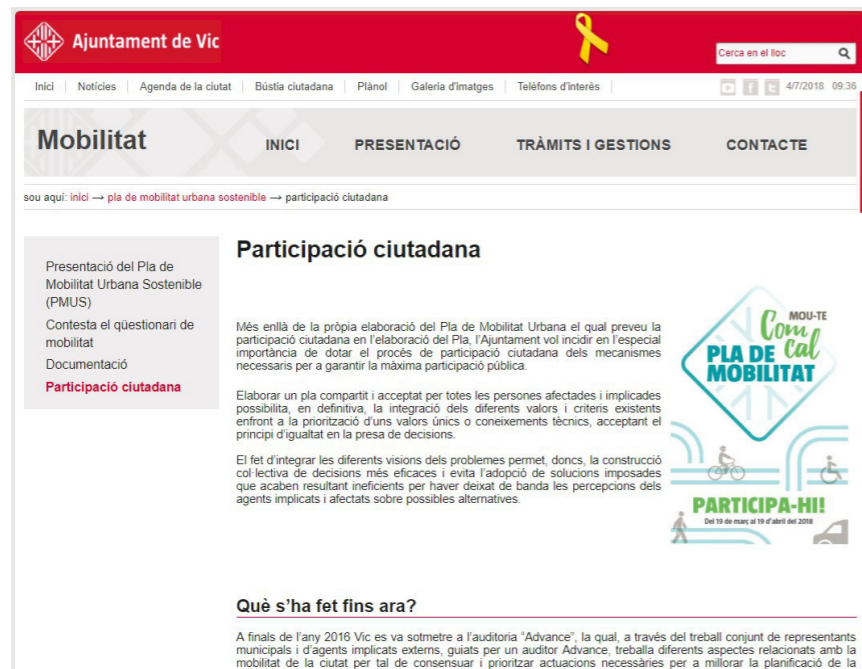 Ajuntament de Vic
Cerca en el lloc
Inici Notícies Agenda de la ciutat Bústia ciutadana Plànol Galeria d'imatges Telèfons d'interès 4/7/2018 09:36
Mobilitat INICI PRESENTACIÓ TRÀMITS I GESTIONS CONTACTE
sou aquí: inici → pla de mobilitat urbana sostenible → participació ciutadana
Presentació del Pla de
Mobilitat Urbana Sostenible
(PMUS)
Contesta el qüestionari de
mobilitat
Documentació
Participació ciutadana
Participació ciutadana
Més enllà de la pròpia elaboració del Pla de Mobilitat Urbana el qual preveu la
participació ciutadana en l'elaboració del Pla, l'Ajuntament vol incidir en l'especial
importància de dotar el procés de participació ciutadana dels mecanismes
necessaris per a garantir la màxima participació pública.
Elaborar un pla compartit i acceptat per totes les persones afectades i implicades
possibilita, en definitiva, la integració dels diferents valors i criteris existents
enfront a la priorització d'uns valors únics o coneixements tècnics, acceptant el
principi d'igualtat en la presa de decisions.
El fet d'integrar les diferents visions dels problemes permet, doncs, la construcció
col·lectiva de decisions més eficaces i evita l'adopció de solucions imposades
que acaben resultant ineficients per haver deixat de banda les percepcions dels
agents implicats i afectats sobre possibles alternatives.
MOU-TE
Com
cal
PLA DE
MOBILITAT
PARTICIPA-HI!
Del 19 de març al 19 d'abril del 2018
Què s'ha fet fins ara?
A finals de l'any 2016 Vic es va sotmetre a l'auditoria "Advance", la qual, a través del treball conjunt de representants
municipals i d'agents implicats externs, guiats per un auditor Advance, treballa diferents aspectes relacionats amb la
mobilitat de la ciutat per tal de consensuar i prioritzar actuacions necessàries per a millorar la planificació de la